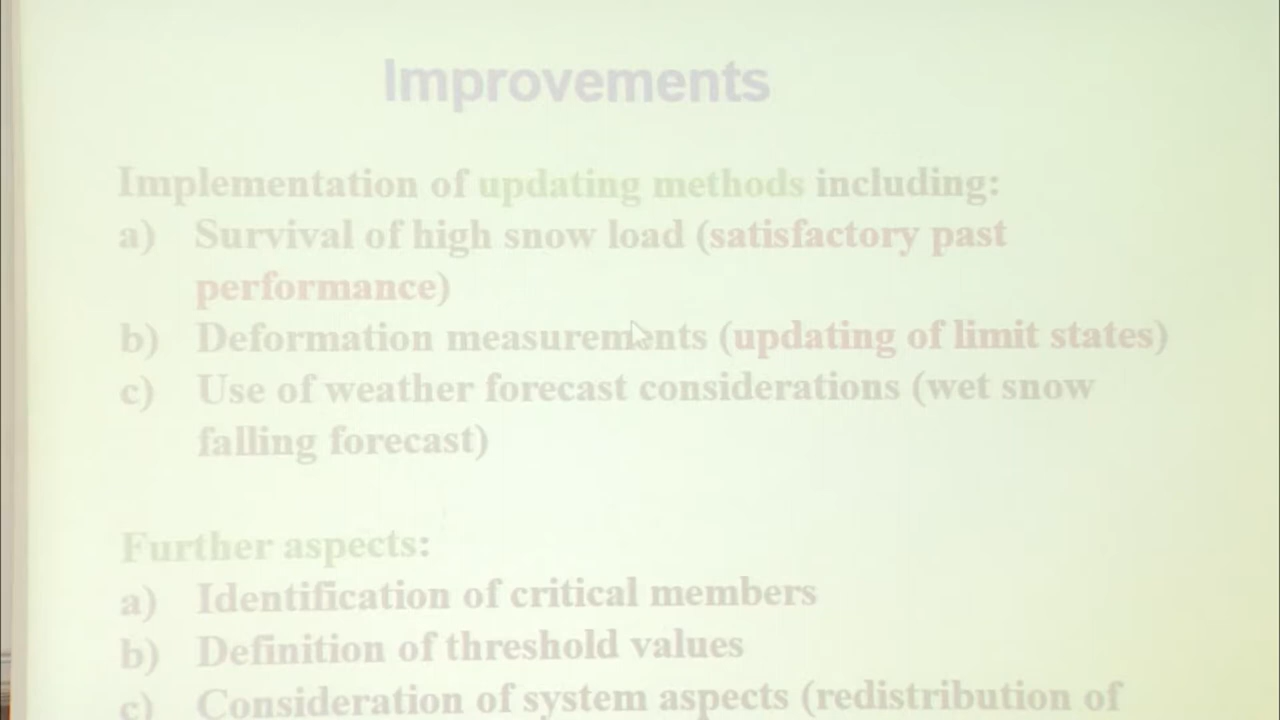 Improvements
Implementation of updating methods including:
a) Survival of high snow load (satisfactory past
performance)
b) Deformation measurements (updating of limit states)
c) Use of weather forecast considerations (wet snow
falling forecast)
Further aspects:
a) Identification of critical members
b) Definition of threshold values
c) Consideration of system aspects (redistribution of